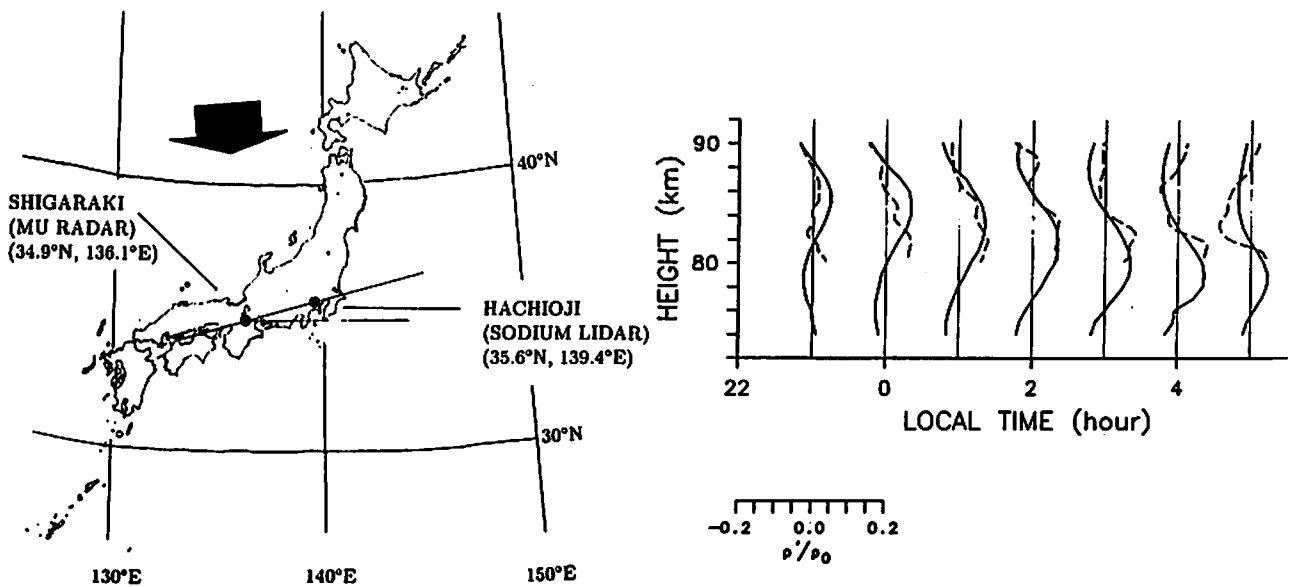 SHIGARAKI
(MU RADAR)
(34.9°N, 136.1°E)
40°N
HACHIOJI
(SODIUM LIDAR)
(35.6°N, 139.4°E)
30°N
130°E
140°E
150°E
HEIGHT (km)
90
80
22
0
2
4
LOCAL TIME (hour)
-0.2
0.0
0.2
ρ'/ρ₀